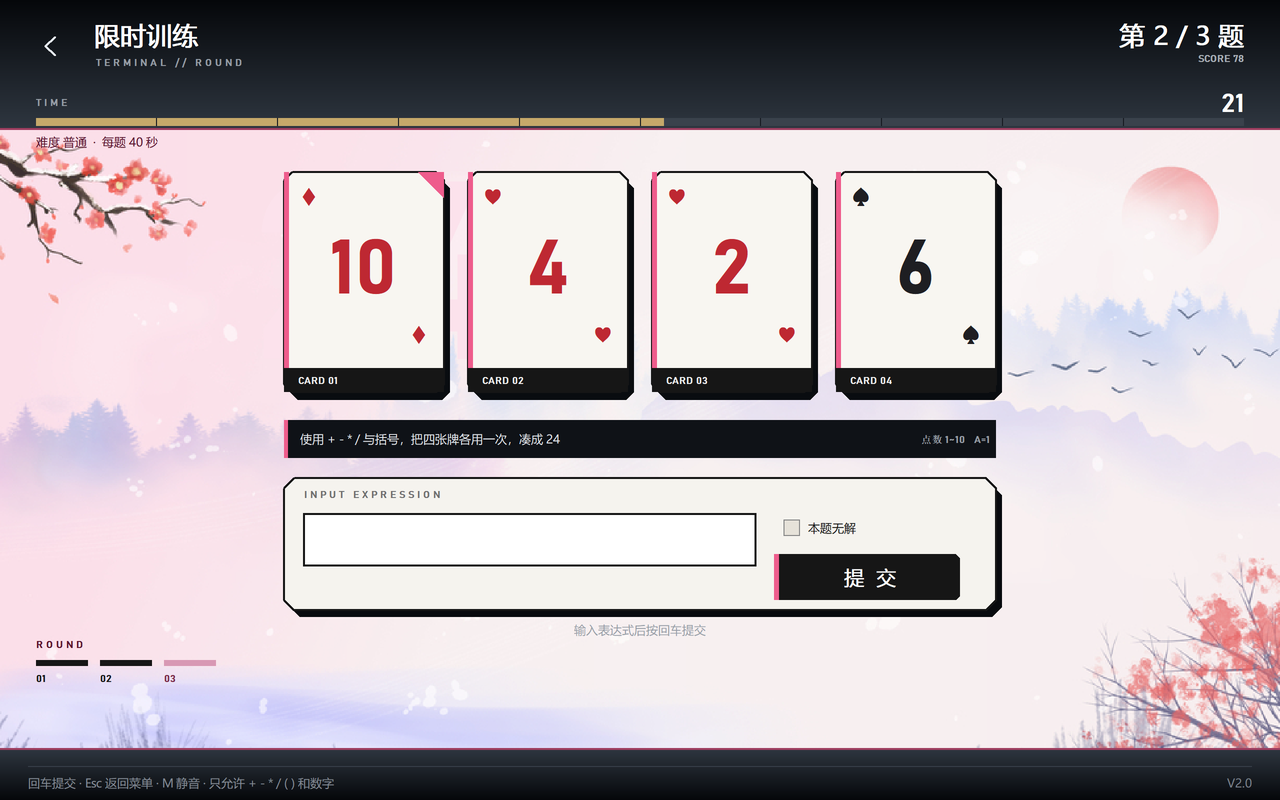 限时训练
TERMINAL // ROUND
第 2 / 3 题
SCORE 78
TIME
21
难度 普通 · 每题 40 秒
10
4
2
6
CARD 01
CARD 02
CARD 03
CARD 04
使用 + - * / 与括号，把四张牌各用一次，凑成 24
点数 1-10 A=1
INPUT EXPRESSION
本题无解
提交
输入表达式后按回车提交
ROUND
01
02
03
回车提交 · Esc 返回菜单 · M 静音 · 只允许 + - * / ( ) 和数字
V2.0